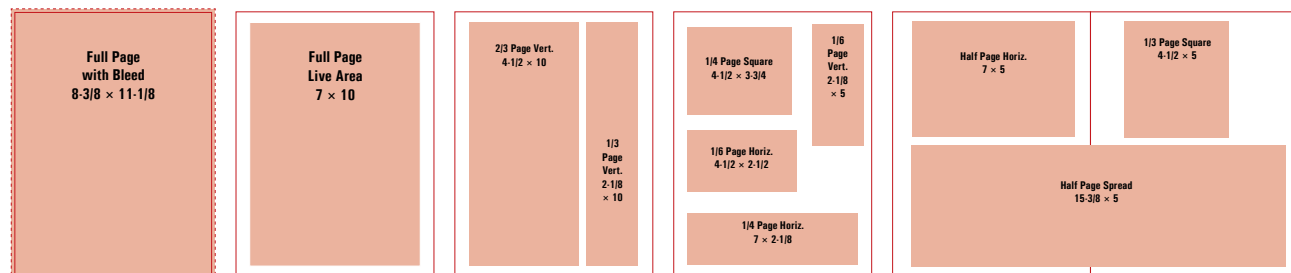 Full Page
with Bleed
8-3/8 × 11-1/8
Full Page
Live Area
7 × 10
2/3 Page Vert.
4-1/2 × 10
1/3
Page
Vert.
2-1/8
× 10
1/4 Page Square
4-1/2 × 3-3/4
1/6
Page
Vert.
2-1/8
× 5
1/6 Page Horiz.
4-1/2 × 2-1/2
1/4 Page Horiz.
7 × 2-1/8
Half Page Horiz.
7 × 5
1/3 Page Square
4-1/2 × 5
Half Page Spread
15-3/8 × 5